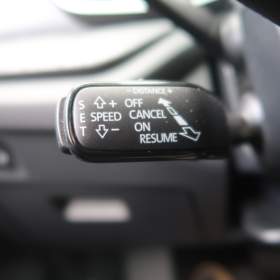 - DISTANCE +
S + OFF
E SPEED CANCEL
T - ON
RESUME